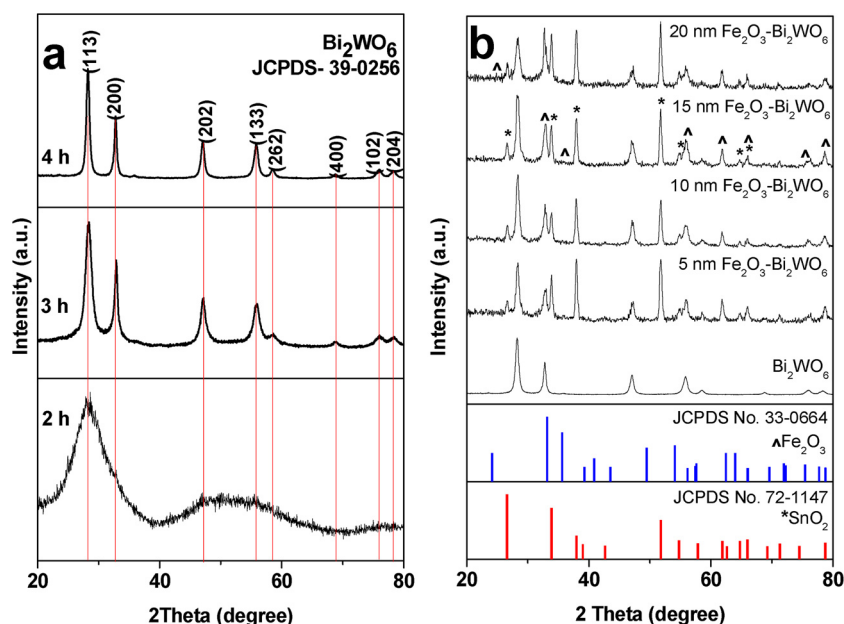 a
Bi₂WO₆
JCPDS- 39-0256
(113)
(200)
(202)
(133)
(262)
(400)
(102)
(204)
4 h
3 h
2 h
Intensity (a.u.)
20 40 60 80
2Theta (degree)
b
20 nm Fe₂O₃-Bi₂WO₆
^
15 nm Fe₂O₃-Bi₂WO₆
* ^ * ^ * * * ^ ^ * ^ * ^ ^
10 nm Fe₂O₃-Bi₂WO₆
5 nm Fe₂O₃-Bi₂WO₆
Bi₂WO₆
JCPDS No. 33-0664
^Fe₂O₃
JCPDS No. 72-1147
*SnO₂
Intensity (a.u.)
20 40 60 80
2 Theta (degree)